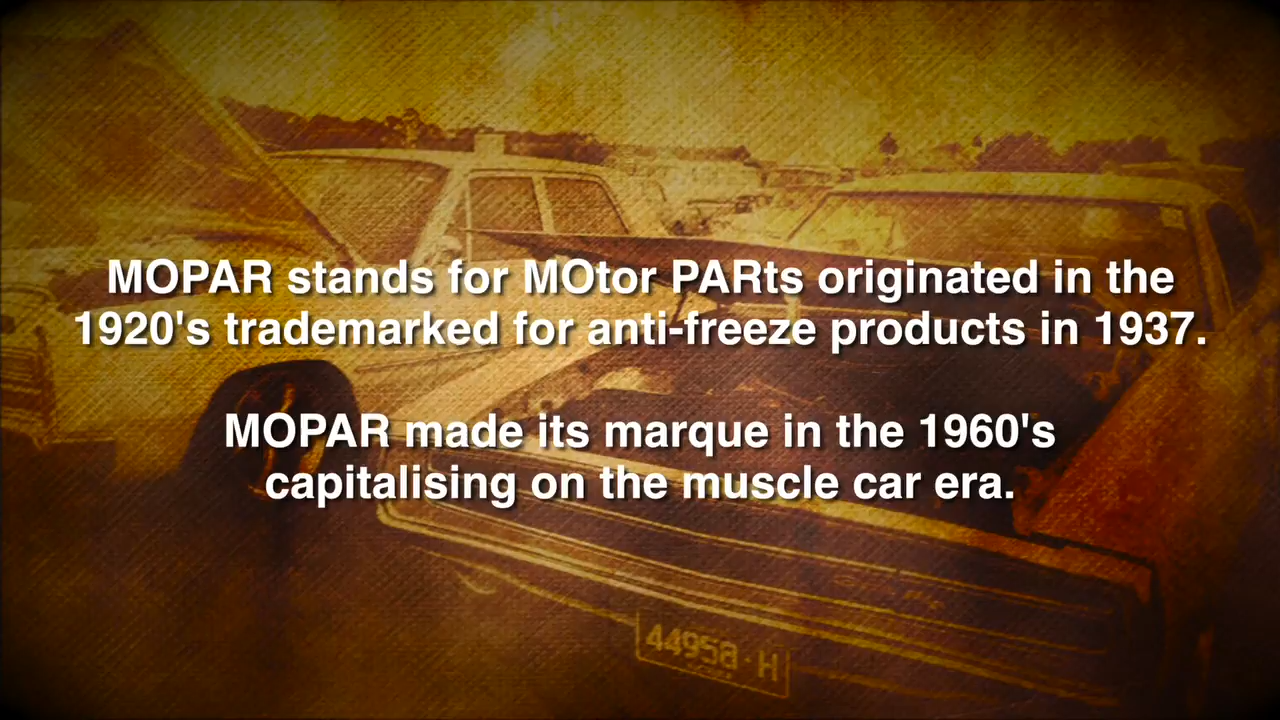 MOPAR stands for MOtor PARts originated in the
1920's trademarked for anti-freeze products in 1937.
MOPAR made its marque in the 1960's
capitalising on the muscle car era.
44958·H